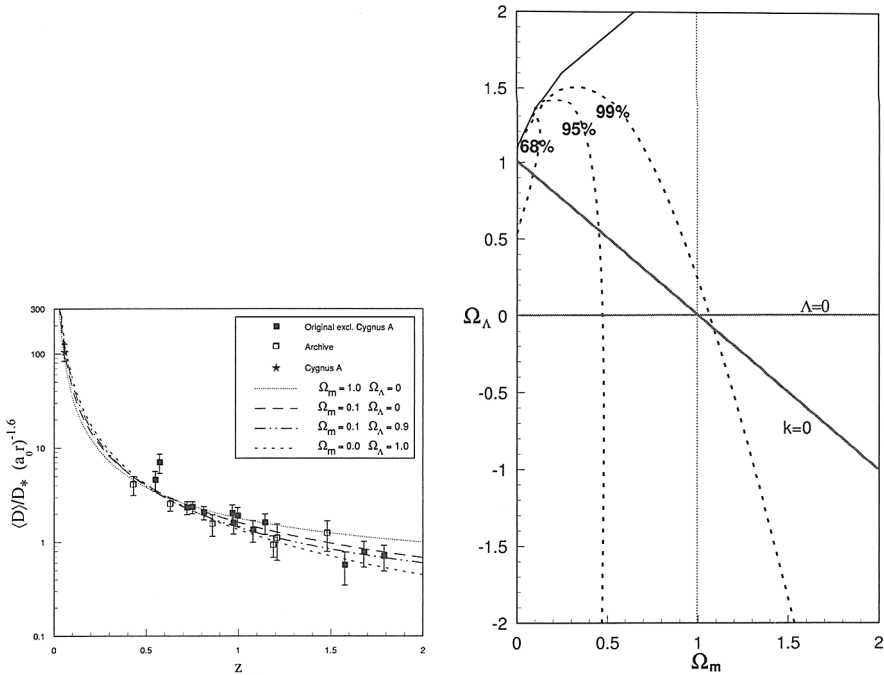 300
100
10
1
0.1
0
0.5
1
1.5
2
z
⟨D⟩/D* (a₀r)^-1.6
Original excl. Cygnus A
Archive
Cygnus A
Ωm = 1.0 ΩΛ = 0
Ωm = 0.1 ΩΛ = 0
Ωm = 0.1 ΩΛ = 0.9
Ωm = 0.0 ΩΛ = 1.0
2
1.5
1
0.5
0
-0.5
-1
-1.5
-2
ΩΛ
68%
95%
99%
Λ=0
k=0
0
0.5
1
1.5
2
Ωm